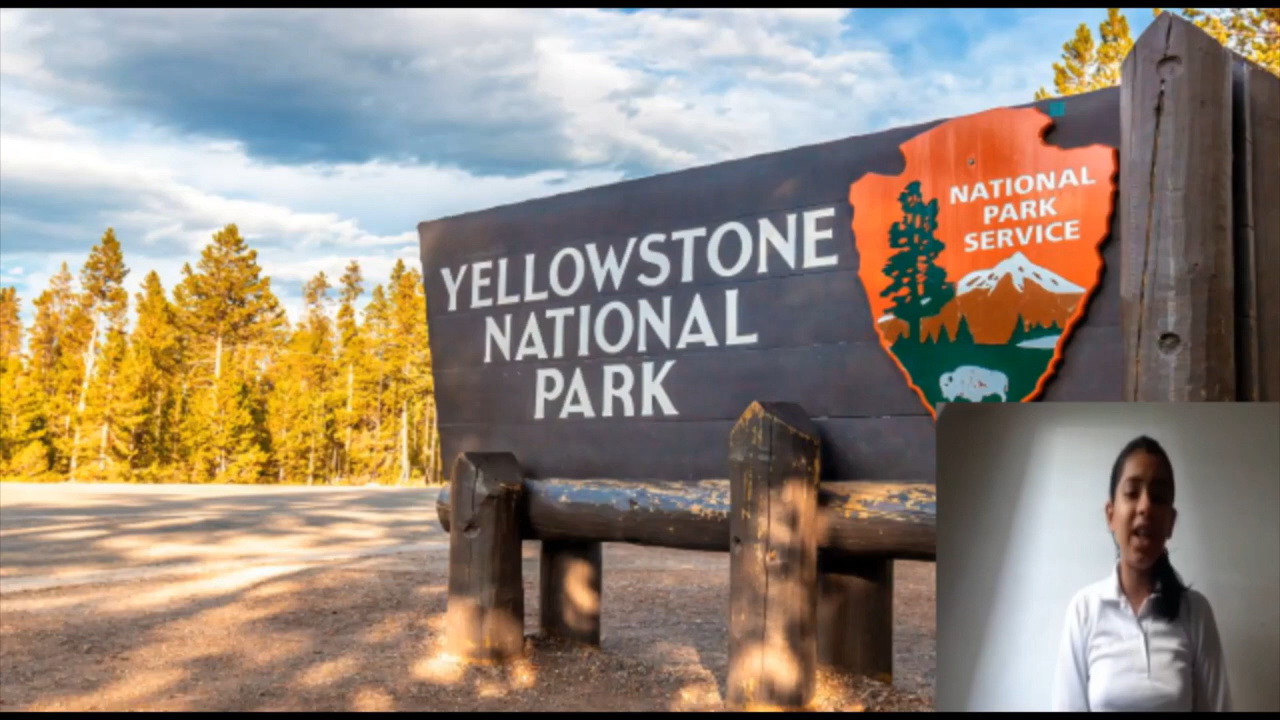 YELLOWSTONE
NATIONAL
PARK
NATIONAL
PARK
SERVICE